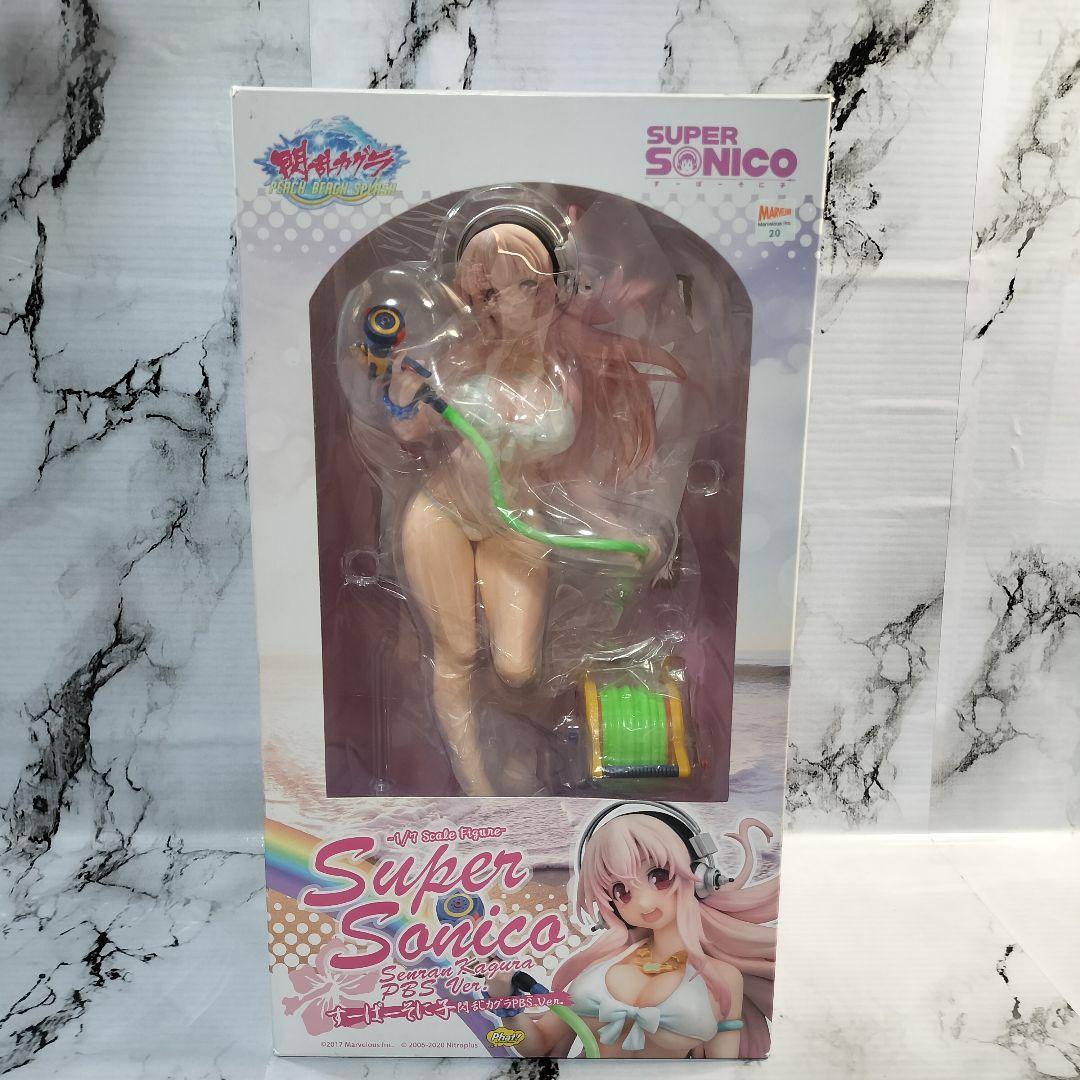 閃乱カグラ
PEACH BEACH SPLASH
SUPER
SONICO
すーぱーそに子
MARVELOUS
Marvelous Inc.
20
-1/7 Scale Figure-
Super
Sonico
Senran Kagura
PBS Ver.
すーぱーそに子 閃乱カグラPBS Ver.
Phat!
©2017 Marvelous Inc. © 2006-2020 Nitroplus